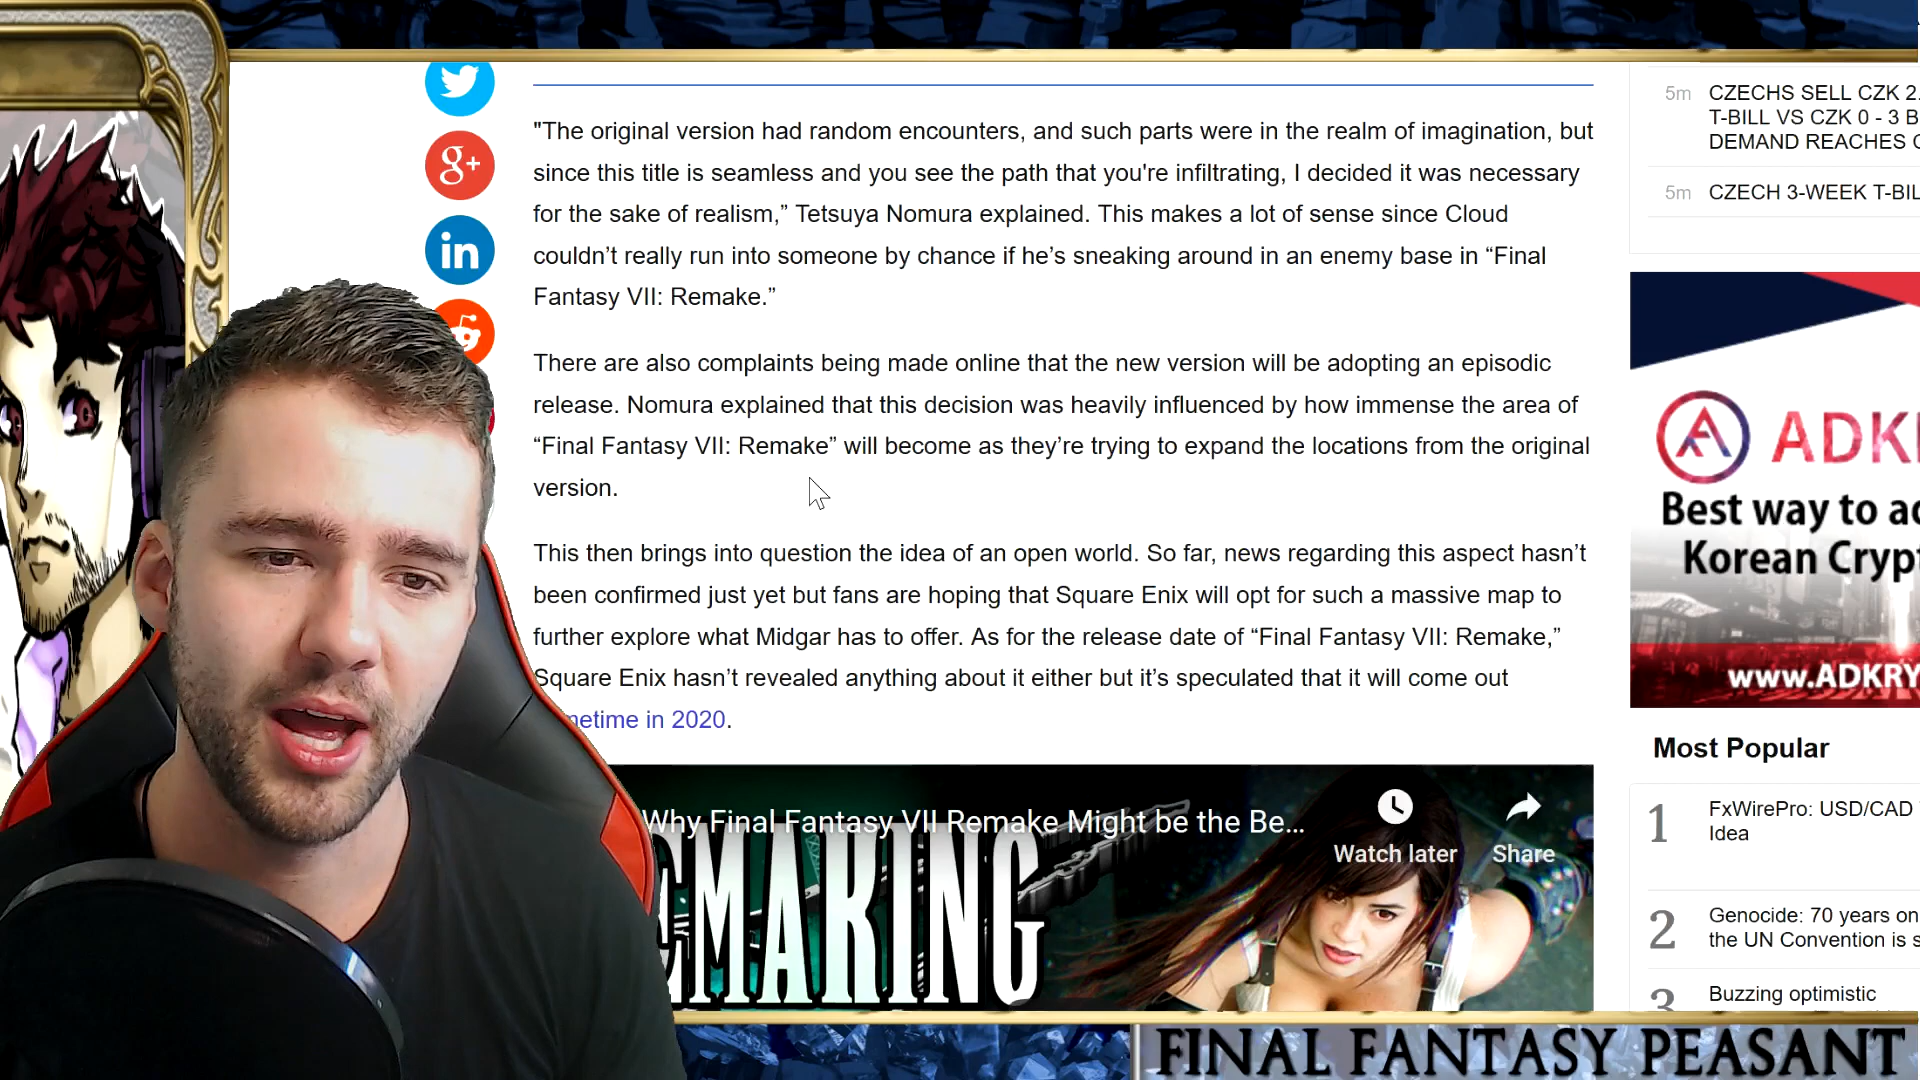 "The original version had random encounters, and such parts were in the realm of imagination, but
since this title is seamless and you see the path that you're infiltrating, I decided it was necessary
for the sake of realism,” Tetsuya Nomura explained. This makes a lot of sense since Cloud
couldn’t really run into someone by chance if he’s sneaking around in an enemy base in “Final
Fantasy VII: Remake.”
There are also complaints being made online that the new version will be adopting an episodic
release. Nomura explained that this decision was heavily influenced by how immense the area of
“Final Fantasy VII: Remake” will become as they’re trying to expand the locations from the original
version.
This then brings into question the idea of an open world. So far, news regarding this aspect hasn’t
been confirmed just yet but fans are hoping that Square Enix will opt for such a massive map to
further explore what Midgar has to offer. As for the release date of “Final Fantasy VII: Remake,”
Square Enix hasn’t revealed anything about it either but it’s speculated that it will come out
in 2020.
Why Final Fantasy VII Remake Might be the Be...
Watch later
Share
MAKING
g+
in
5m CZECHS SELL CZK 2.
T-BILL VS CZK 0 - 3 B
DEMAND REACHES
5m CZECH 3-WEEK
ADK
Best way to
Korean
www.ADKRY
Most Popular
1 FxWirePro: USD/CAD
Idea
2 Genocide: 70 years on
the UN Convention is
3 Buzzing optimistic
FINAL FANTASY PEASANT